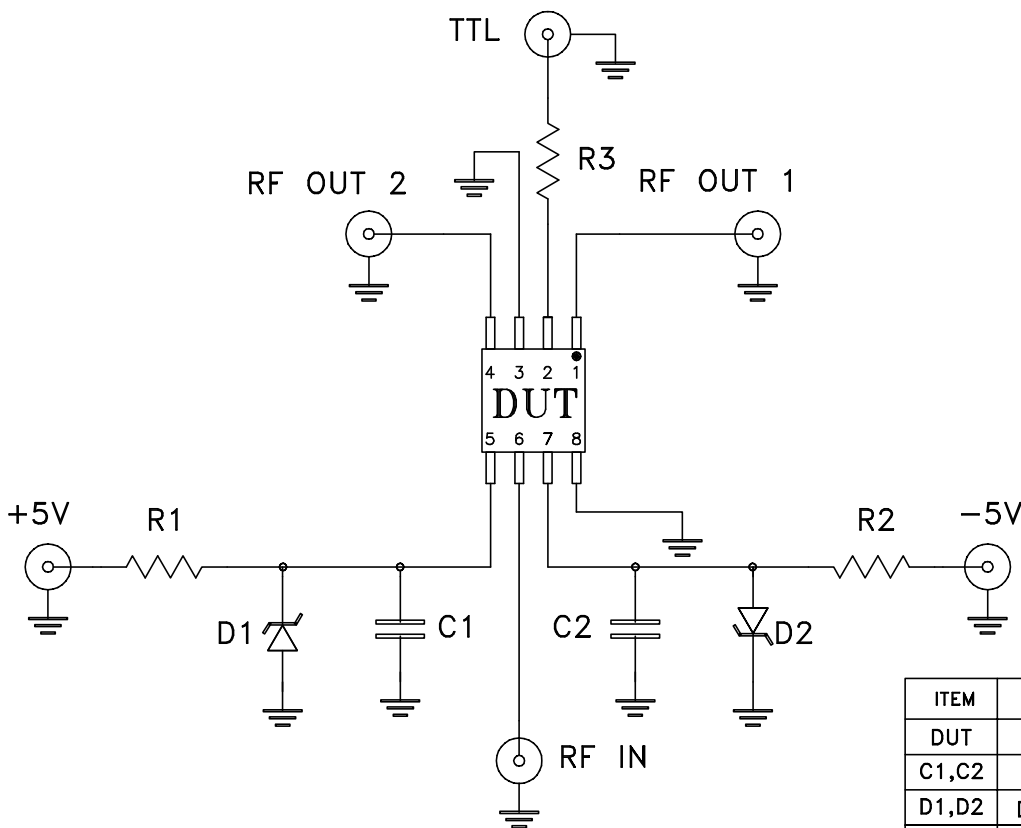 TTL
R3
RF OUT 2
RF OUT 1
4 3 2 1
DUT
5 6 7 8
+5V
R1
R2
-5V
D1
C1
C2
D2
RF IN
ITEM
DUT
C1,C2
D1,D2